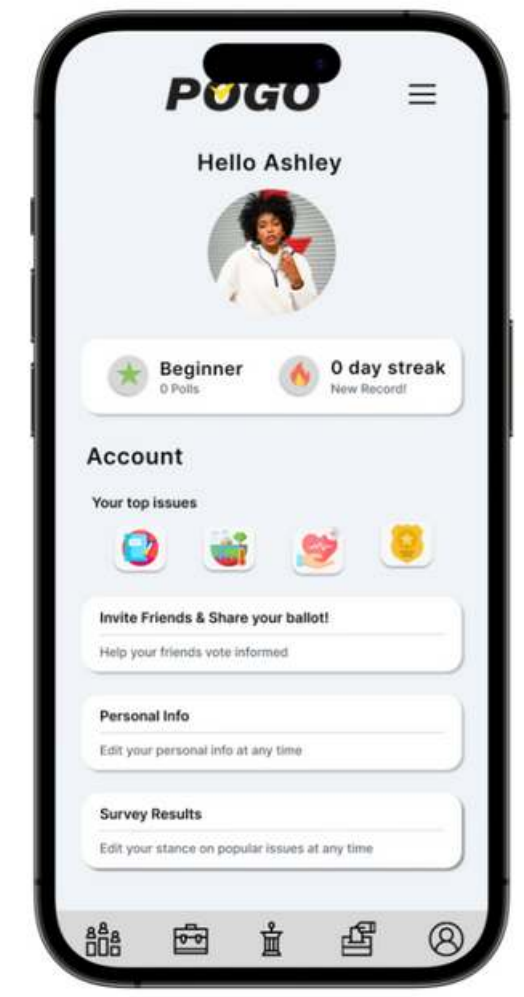 POGO
Hello Ashley
Beginner
0 Polls
0 day streak
New Record!
Account
Your top issues
Invite Friends & Share your ballot!
Help your friends vote informed
Personal Info
Edit your personal info at any time
Survey Results
Edit your stance on popular issues at any time